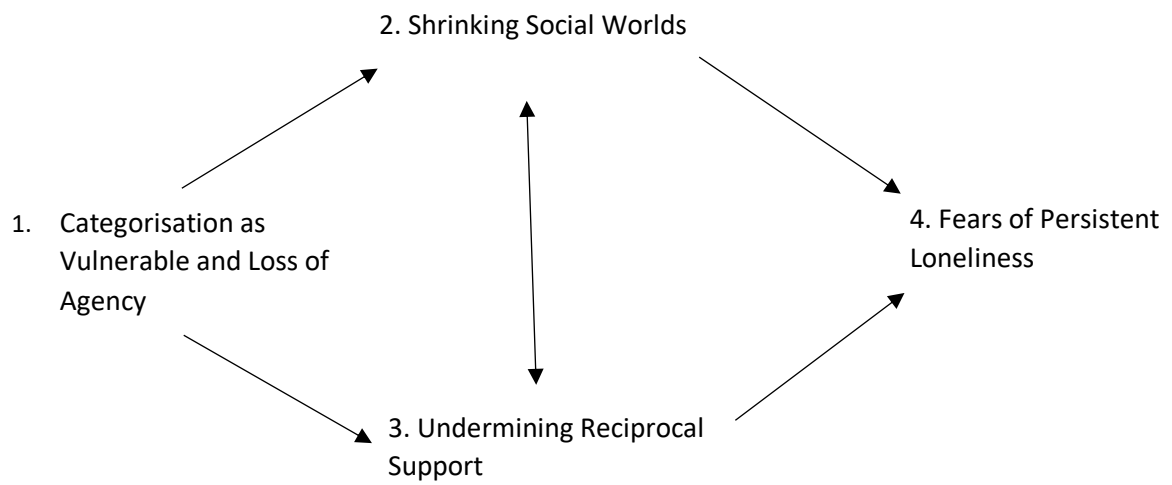 2. Shrinking Social Worlds
1. Categorisation as
Vulnerable and Loss of
Agency
4. Fears of Persistent
Loneliness
3. Undermining Reciprocal
Support